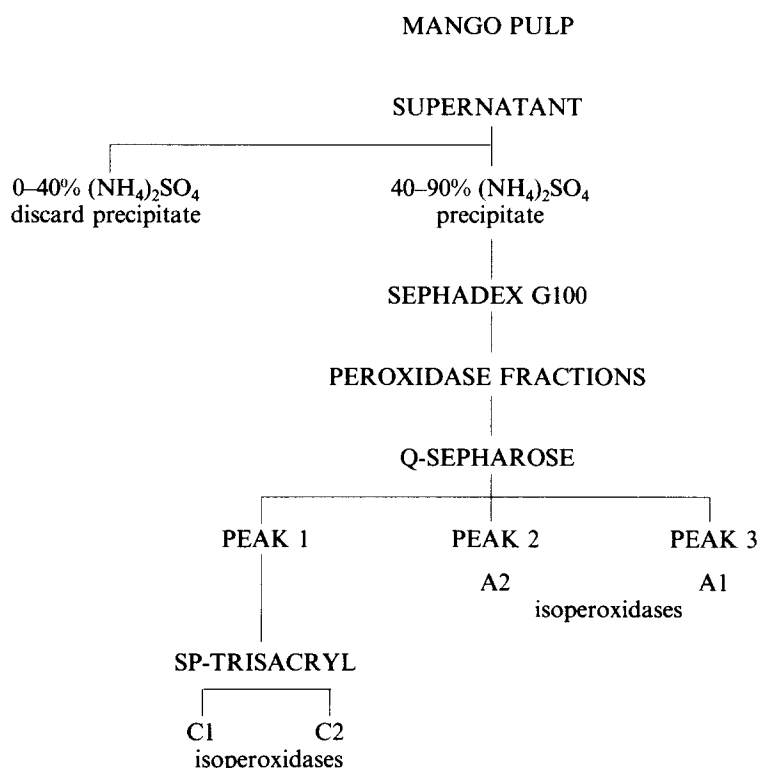 MANGO PULP
SUPERNATANT
0–40% (NH₄)₂SO₄
discard precipitate
40–90% (NH₄)₂SO₄
precipitate
SEPHADEX G100
PEROXIDASE FRACTIONS
Q-SEPHAROSE
PEAK 1
PEAK 2
PEAK 3
A2
A1
isoperoxidases
SP-TRISACRYL
C1
C2
isoperoxidases